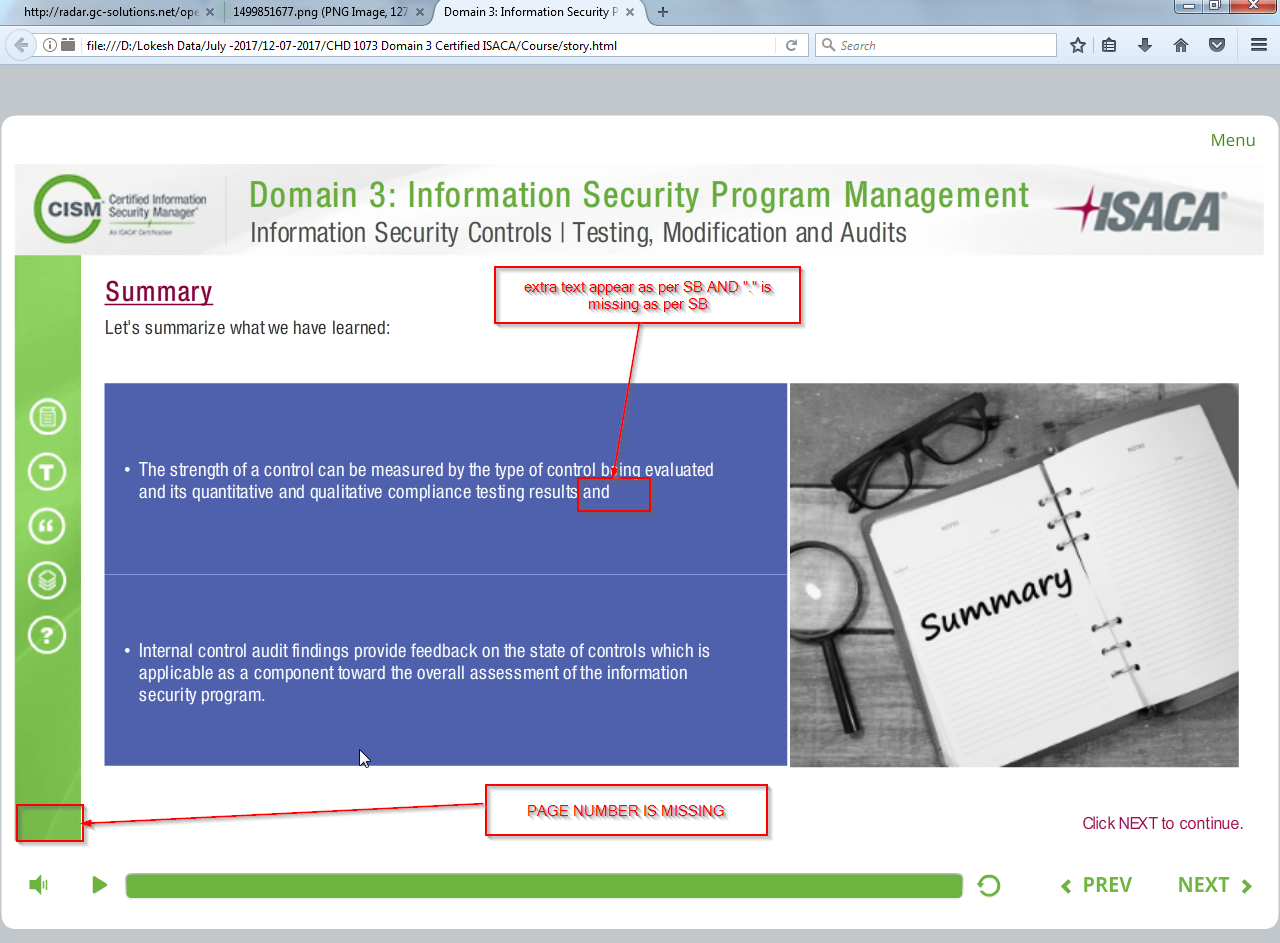 http://radar.gc-solutions.net/ope
1499851677.png (PNG Image, 127
Domain 3: Information Security P
file:///D:/Lokesh Data/July -2017/12-07-2017/CHD 1073 Domain 3 Certified ISACA/Course/story.html
Search
Menu
CISM
Certified Information
Security Manager®
An ISACA® Certification
Domain 3: Information Security Program Management
Information Security Controls | Testing, Modification and Audits
ISACA®
Summary
Let's summarize what we have learned:
extra text appear as per SB AND "." is
missing as per SB
• The strength of a control can be measured by the type of control being evaluated
and its quantitative and qualitative compliance testing results and
• Internal control audit findings provide feedback on the state of controls which is
applicable as a component toward the overall assessment of the information
security program.
NOTES
NOTES
Summary
PAGE NUMBER IS MISSING
Click NEXT to continue.
PREV
NEXT